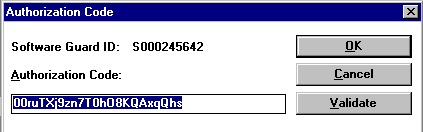 Authorization Code
Software Guard ID: S000245642
OK
Authorization Code:
Cancel
00ruTXj9zn7T0hO8KQAxqQhs
Validate